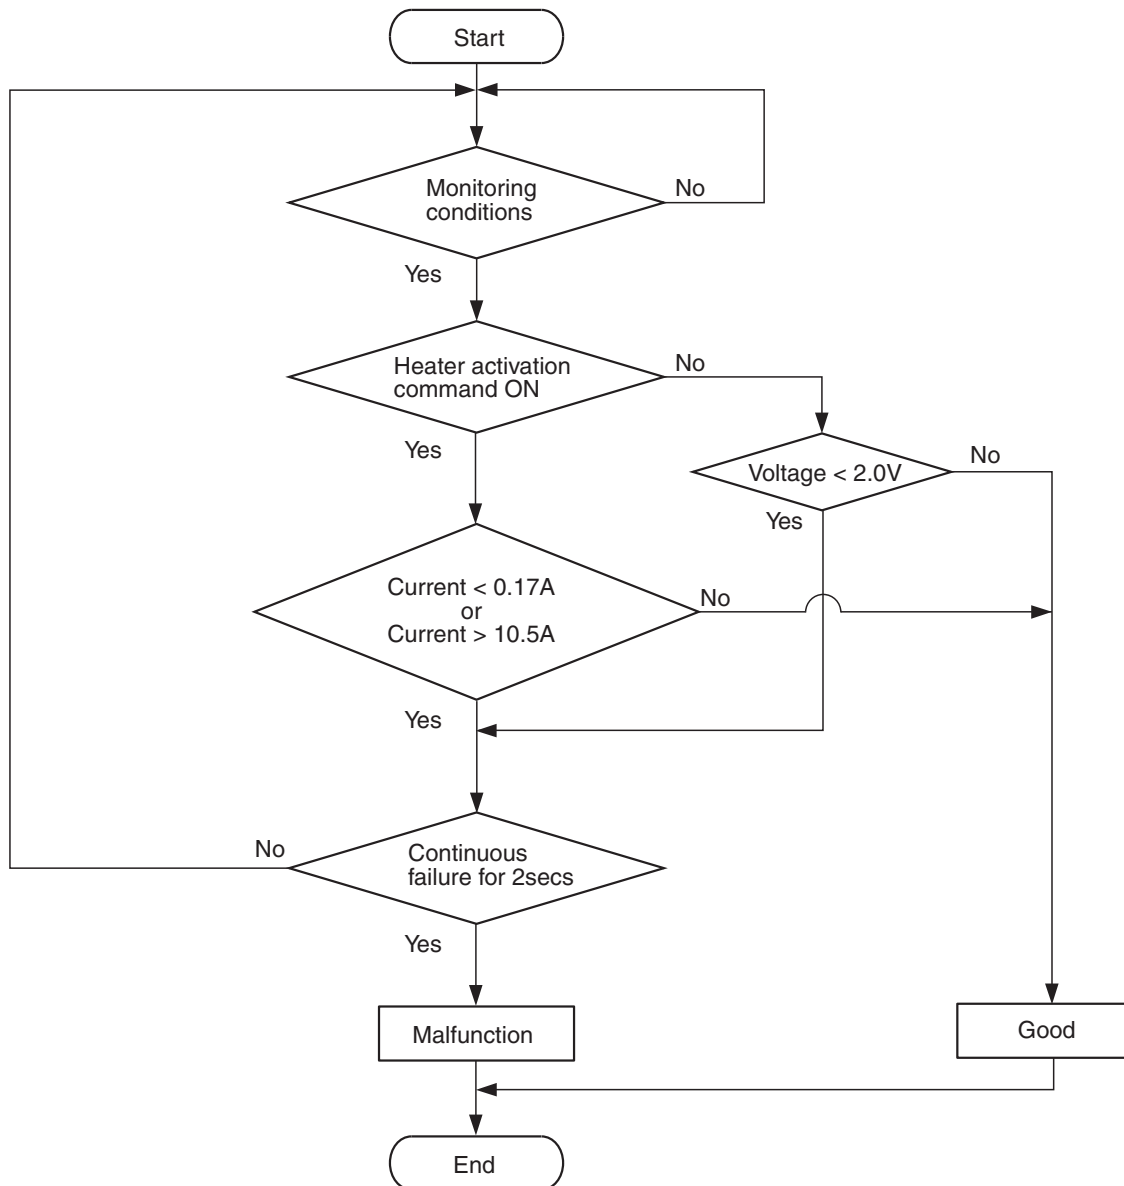 Start
Monitoring
conditions
No
Yes
Heater activation
command ON
No
Yes
Voltage < 2.0V
No
Yes
Current < 0.17A
or
Current > 10.5A
No
Yes
Continuous
failure for 2secs
No
Yes
Malfunction
Good
End